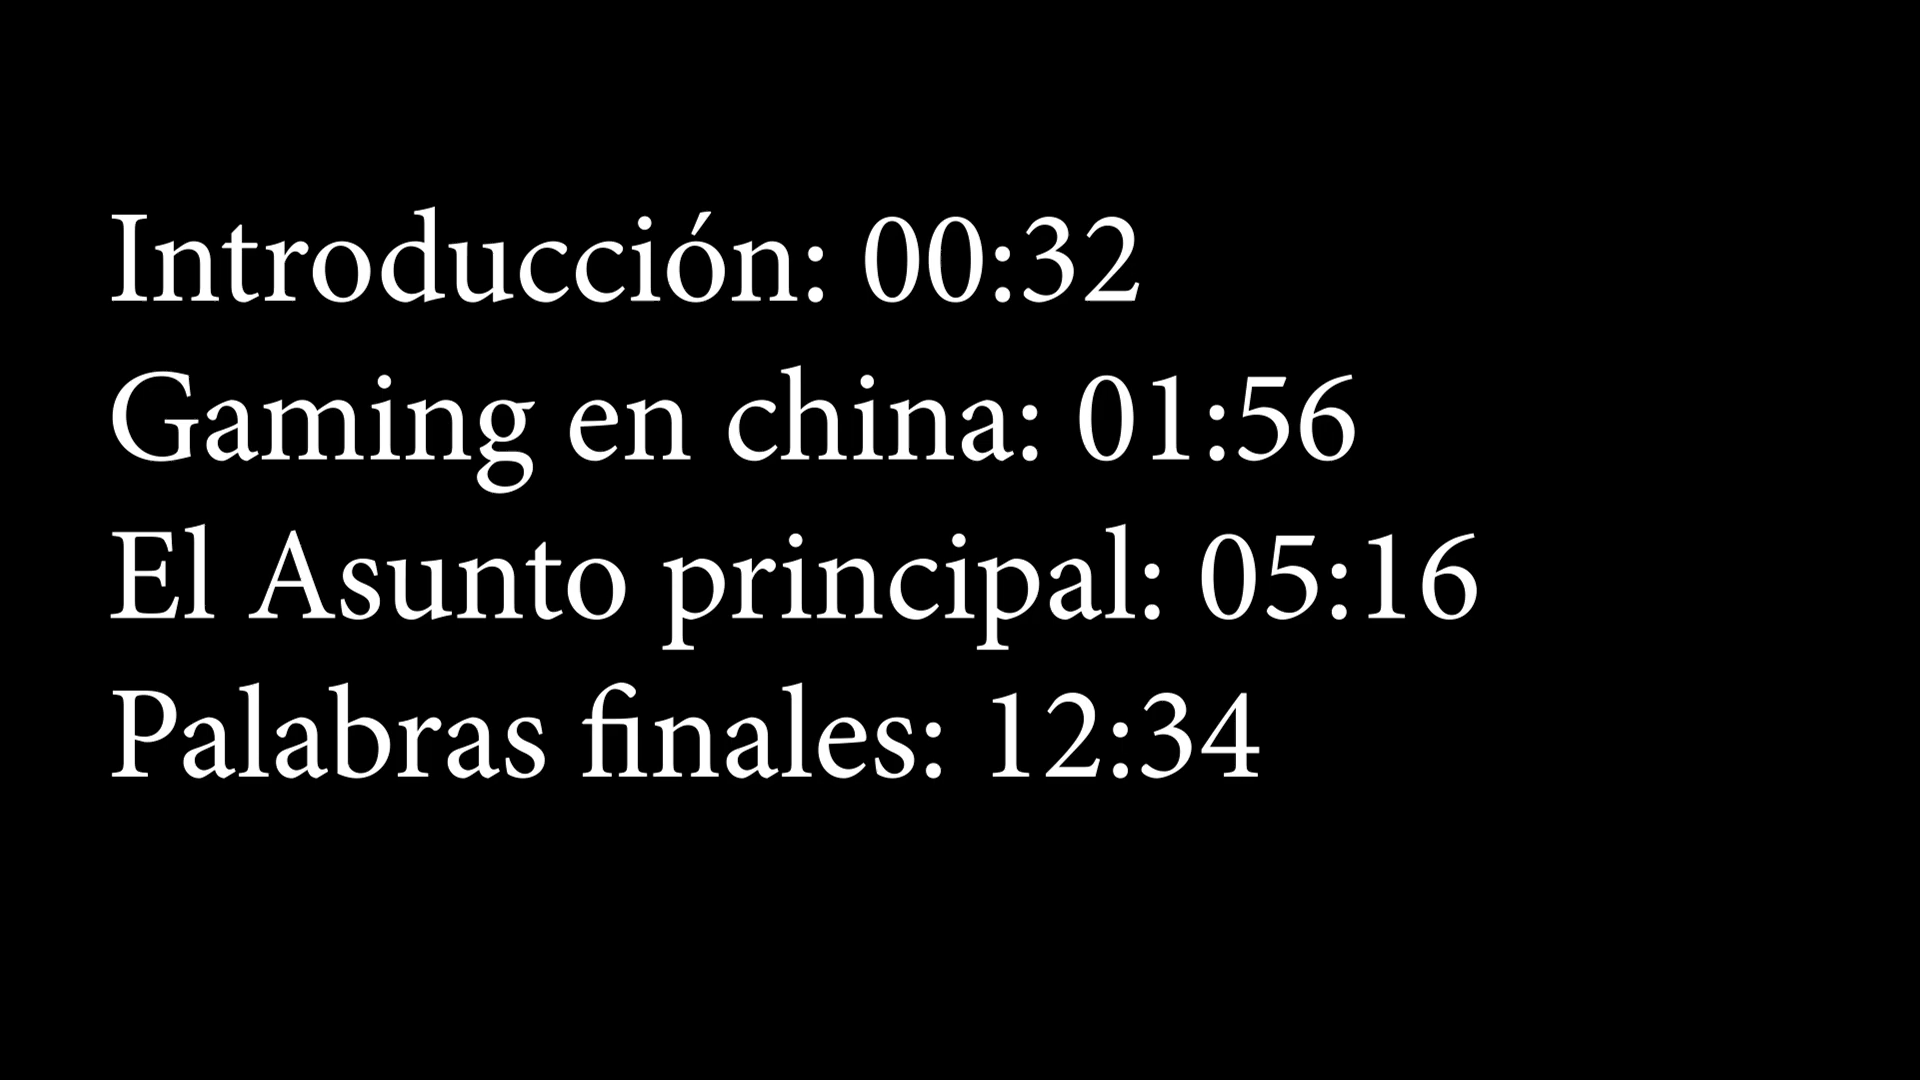 Introducción: 00:32
Gaming en china: 01:56
El Asunto principal: 05:16
Palabras finales: 12:34